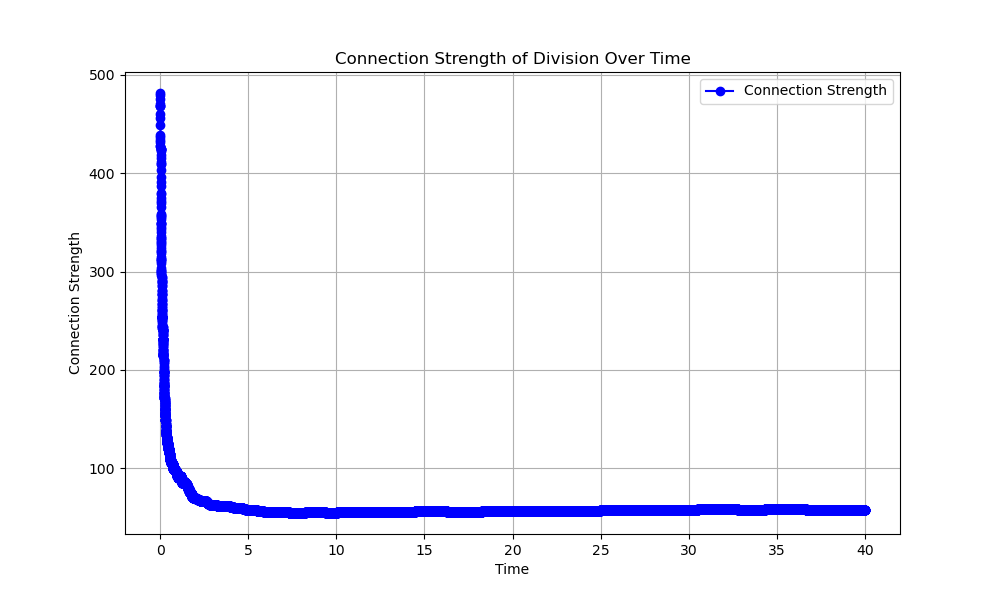 Connection Strength of Division Over Time
Connection Strength
500
400
300
200
100
Connection Strength
0 5 10 15 20 25 30 35 40
Time